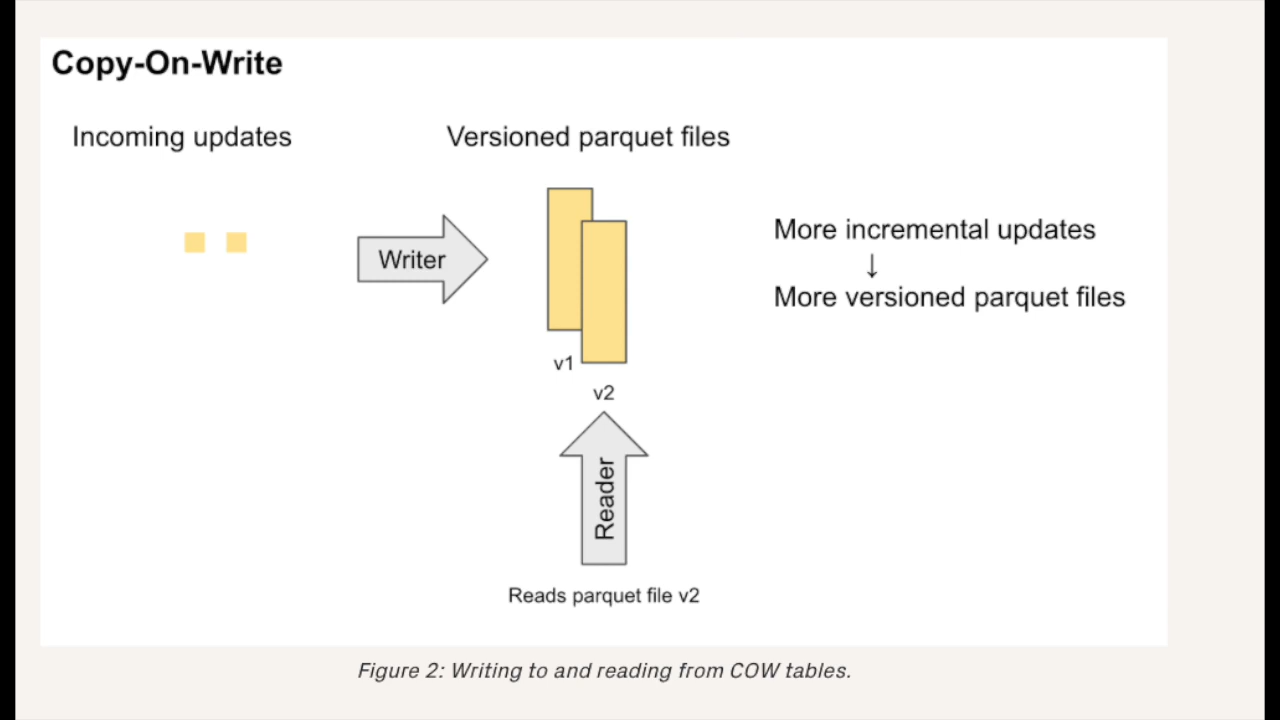 Copy-On-Write
Incoming updates
Versioned parquet files
Writer
v1
v2
More incremental updates
↓
More versioned parquet files
Reader
Reads parquet file v2
Figure 2: Writing to and reading from COW tables.